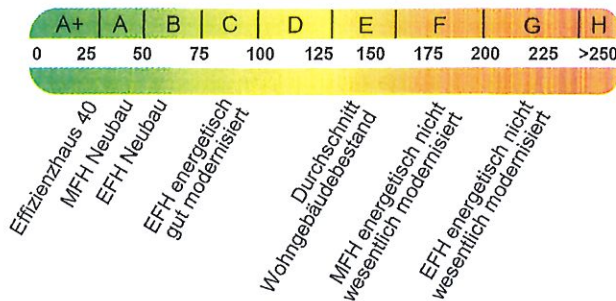 A+ A B C D E F G H
0 25 50 75 100 125 150 175 200 225 >250
Effizienzhaus 40
MFH Neubau
EFH Neubau
EFH energetisch
gut modernisiert
Durchschnitt
Wohngebäudebestand
MFH energetisch nicht
wesentlich modernisiert
EFH energetisch nicht
wesentlich modernisiert